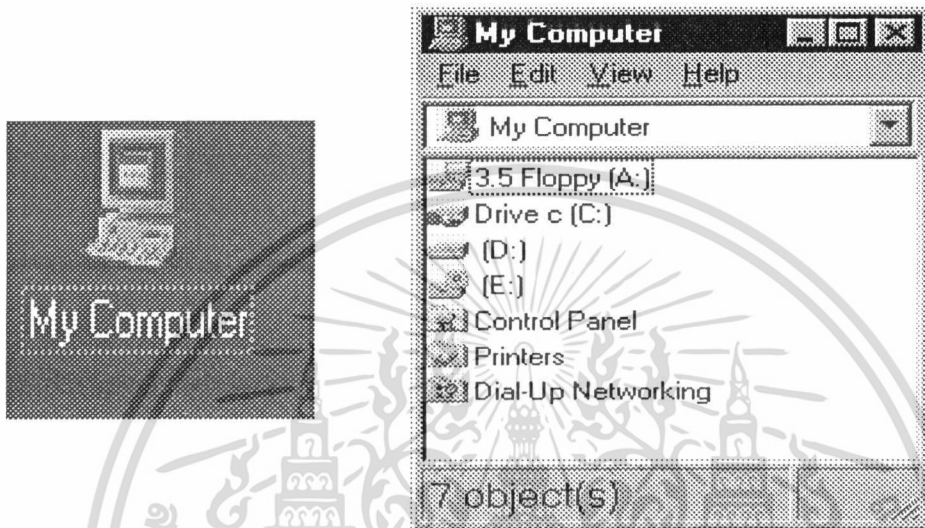 My Computer
My Computer
File Edit View Help
My Computer
3.5 Floppy (A:)
Drive c (C:)
(D:)
(E:)
Control Panel
Printers
Dial-Up Networking
7 object(s)